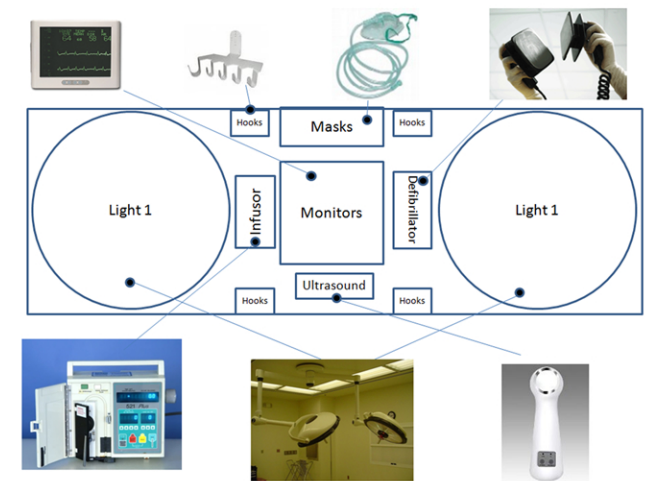 Hooks
Masks
Hooks
Light 1
Infusor
Monitors
Defibrillator
Light 1
Ultrasound
Hooks
Hooks